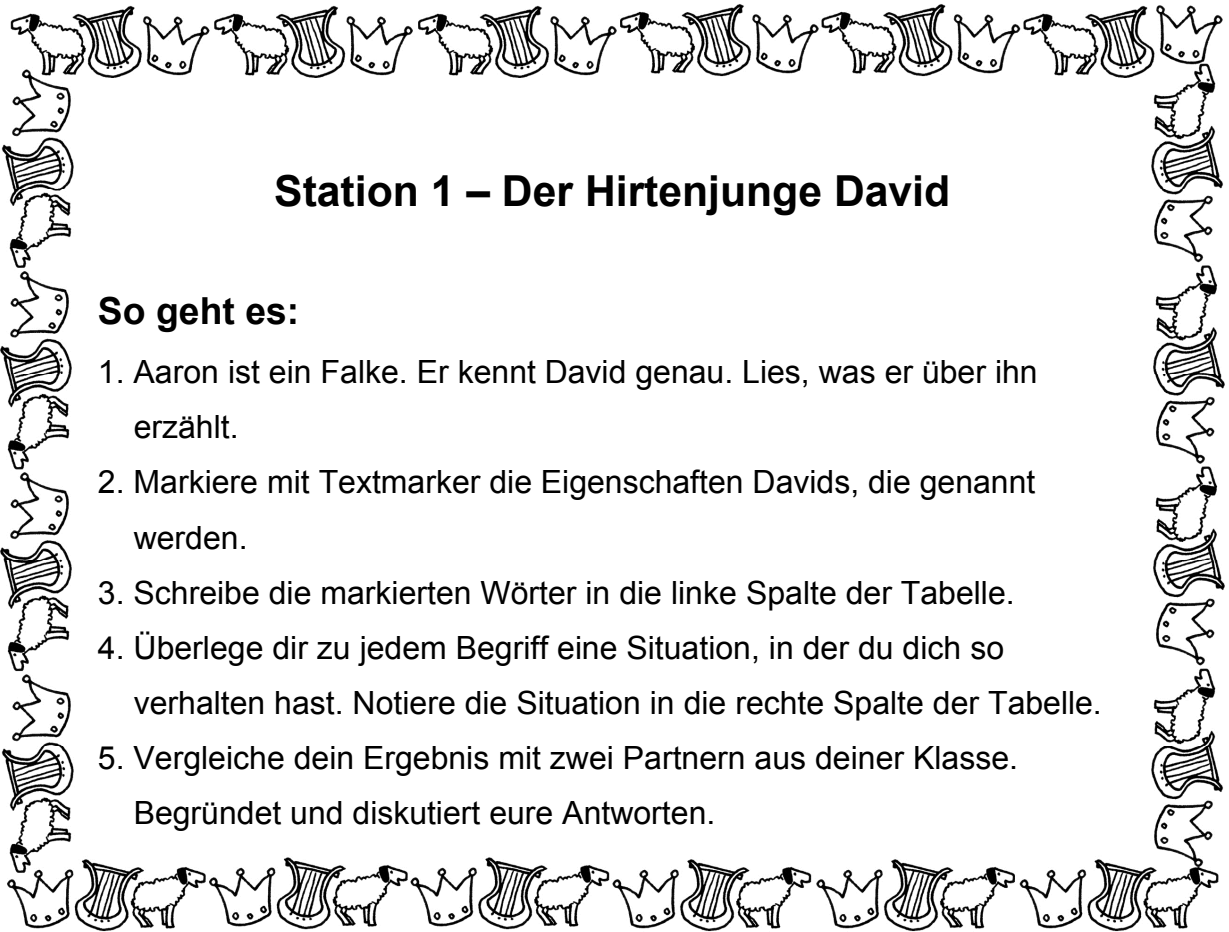 Station 1 – Der Hirtenjunge David
So geht es:
1. Aaron ist ein Falke. Er kennt David genau. Lies, was er über ihn
erzählt.
2. Markiere mit Textmarker die Eigenschaften Davids, die genannt
werden.
3. Schreibe die markierten Wörter in die linke Spalte der Tabelle.
4. Überlege dir zu jedem Begriff eine Situation, in der du dich so
verhalten hast. Notiere die Situation in die rechte Spalte der Tabelle.
5. Vergleiche dein Ergebnis mit zwei Partnern aus deiner Klasse.
Begründet und diskutiert eure Antworten.